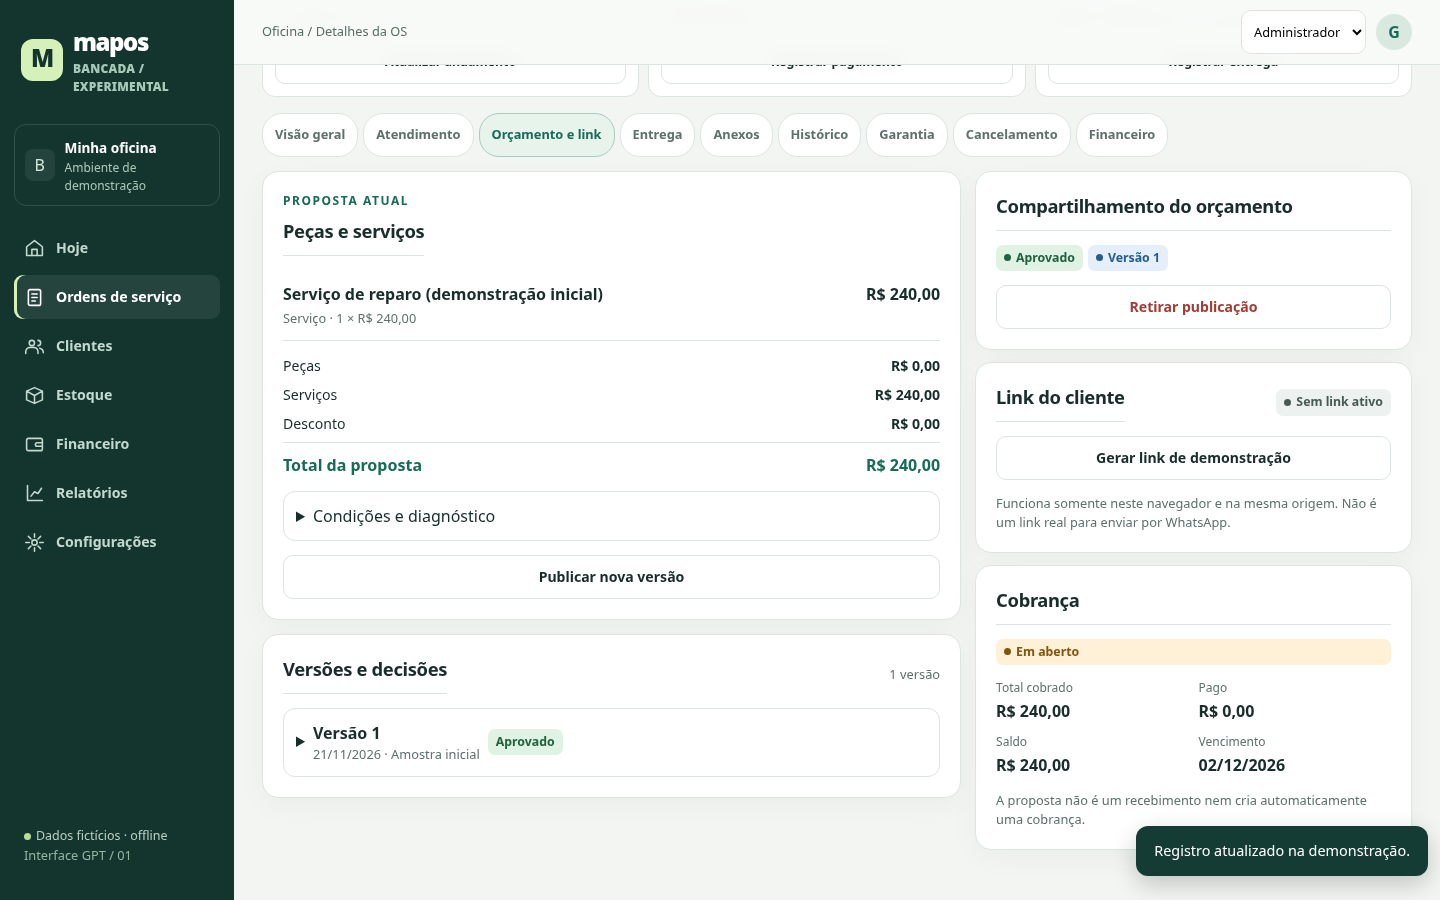 M
mapos
BANCADA /
EXPERIMENTAL
B
Minha oficina
Ambiente de
demonstração
Hoje
Ordens de serviço
Clientes
Estoque
Financeiro
Relatórios
Configurações
Dados fictícios · offline
Interface GPT / 01
Oficina / Detalhes da OS
Administrador
G
Visão geral
Atendimento
Orçamento e link
Entrega
Anexos
Histórico
Garantia
Cancelamento
Financeiro
PROPOSTA ATUAL
Peças e serviços
Serviço de reparo (demonstração inicial) R$ 240,00
Serviço · 1 × R$ 240,00
Peças R$ 0,00
Serviços R$ 240,00
Desconto R$ 0,00
Total da proposta R$ 240,00
Condições e diagnóstico
Publicar nova versão
Versões e decisões
1 versão
Versão 1
21/11/2026 · Amostra inicial
Aprovado
Compartilhamento do orçamento
Aprovado
Versão 1
Retirar publicação
Link do cliente
Sem link ativo
Gerar link de demonstração
Funciona somente neste navegador e na mesma origem. Não é
um link real para enviar por WhatsApp.
Cobrança
Em aberto
Total cobrado Pago
R$ 240,00 R$ 0,00
Saldo Vencimento
R$ 240,00 02/12/2026
A proposta não é um recebimento nem cria automaticamente
uma cobrança.
Registro atualizado na demonstração.